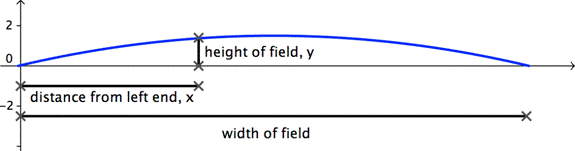 2
height of field, y
0
distance from left end, x
-2
width of field